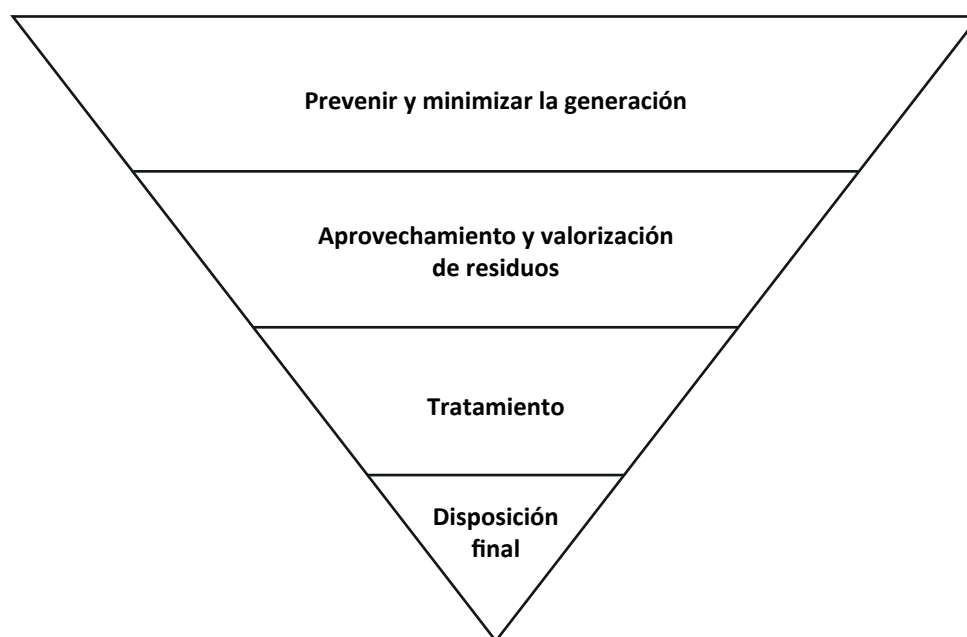 Prevenir y minimizar la generación
Aprovechamiento y valorización
de residuos
Tratamiento
Disposición
final